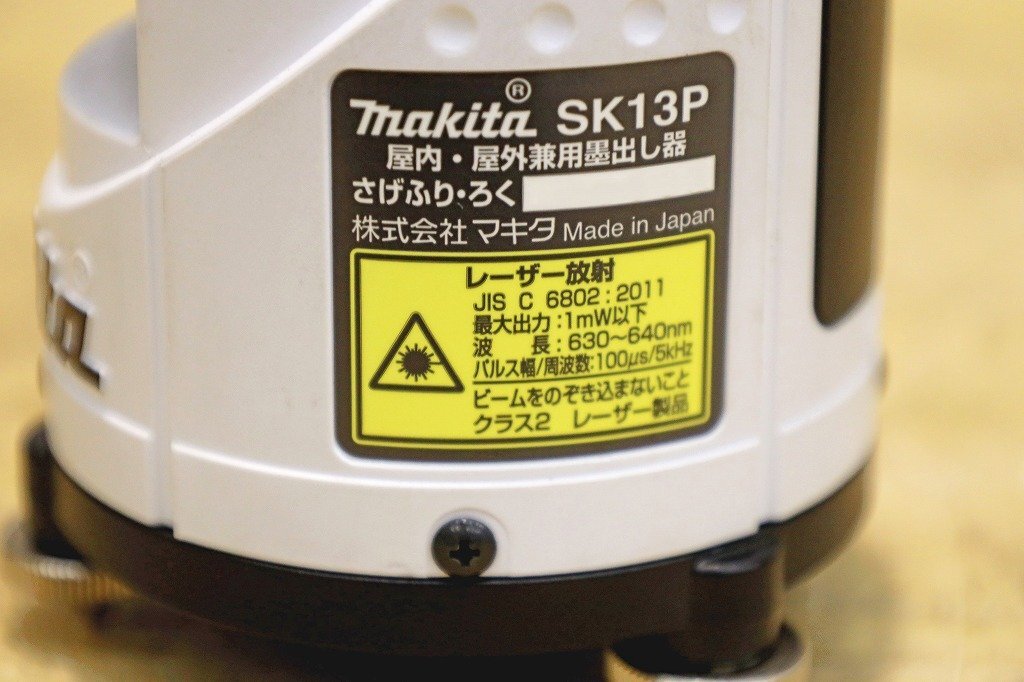 makita® SK13P
屋内・屋外兼用墨出し器
さげふり・ろく
株式会社 マキタ Made in Japan
レーザー放射
JIS C 6802 : 2011
最大出力 : 1mW以下
波 長 : 630～640nm
パルス幅/周波数:100μs/5kHz
ビームをのぞき込まないこと
クラス2 レーザー製品